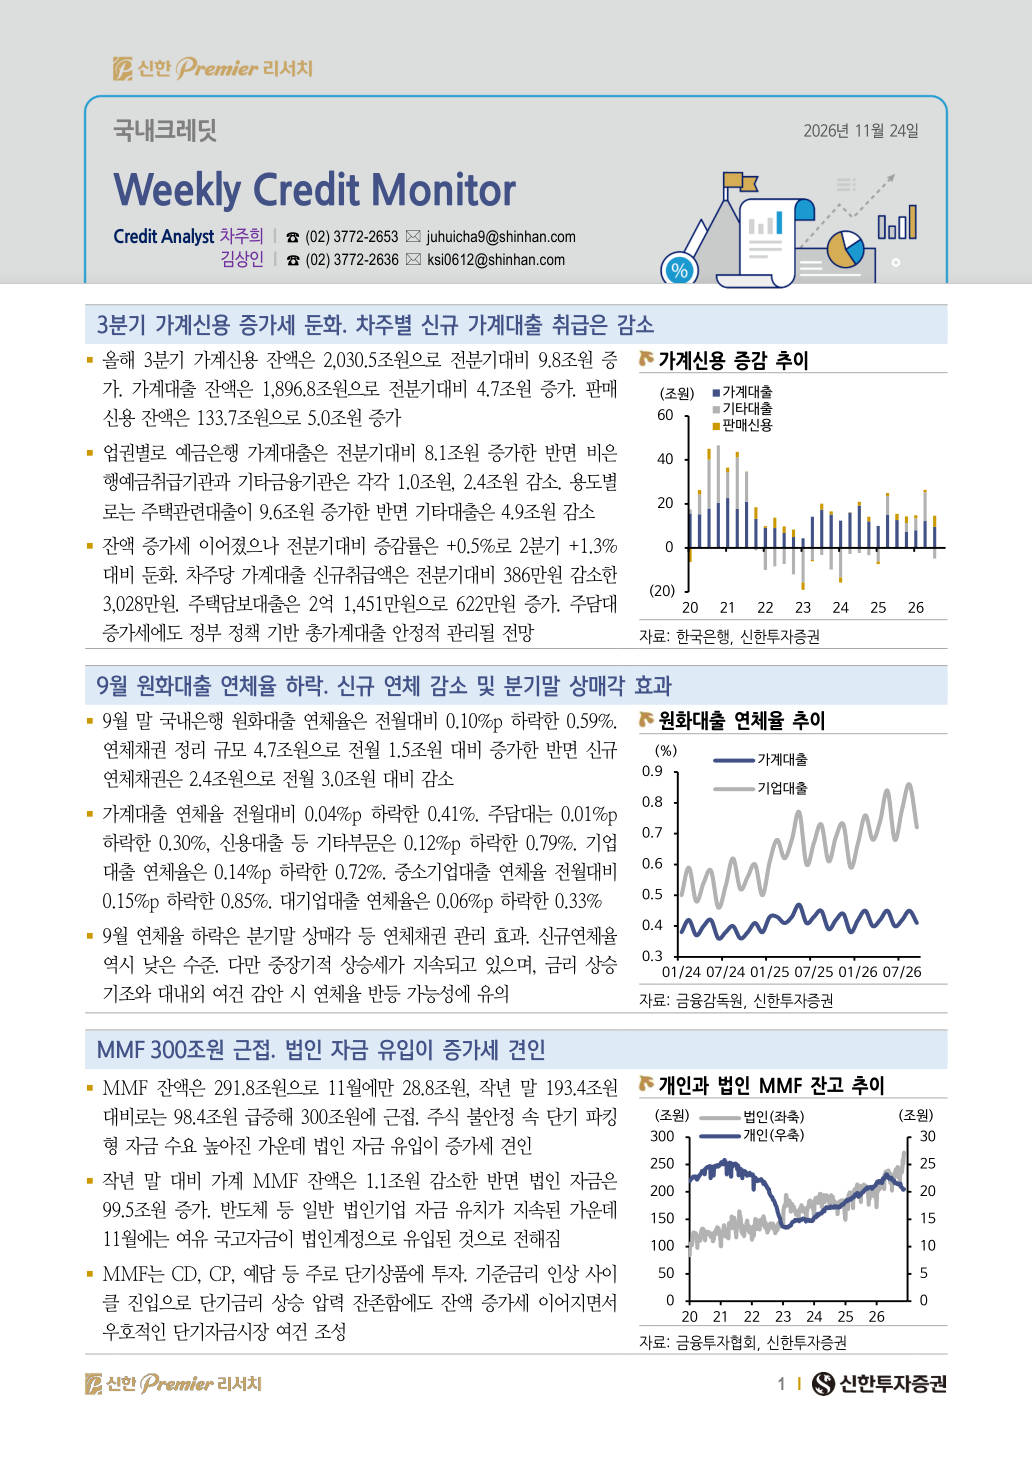 신한 Premier 리서치
국내크레딧
2026년 11월 24일
Weekly Credit Monitor
Credit Analyst 차주희 | ☎ (02) 3772-2653 ✉ juhuicha9@shinhan.com
김상인 | ☎ (02) 3772-2636 ✉ ksi0612@shinhan.com
%
3분기 가계신용 증가세 둔화. 차주별 신규 가계대출 취급은 감소
▪ 올해 3분기 가계신용 잔액은 2,030.5조원으로 전분기대비 9.8조원 증
가. 가계대출 잔액은 1,896.8조원으로 전분기대비 4.7조원 증가. 판매
신용 잔액은 133.7조원으로 5.0조원 증가
▪ 업권별로 예금은행 가계대출은 전분기대비 8.1조원 증가한 반면 비은
행예금취급기관과 기타금융기관은 각각 1.0조원, 2.4조원 감소. 용도별
로는 주택관련대출이 9.6조원 증가한 반면 기타대출은 4.9조원 감소
▪ 잔액 증가세 이어졌으나 전분기대비 증감률은 +0.5%로 2분기 +1.3%
대비 둔화. 차주당 가계대출 신규취급액은 전분기대비 386만원 감소한
3,028만원. 주택담보대출은 2억 1,451만원으로 622만원 증가. 주담대
증가세에도 정부 정책 기반 총가계대출 안정적 관리될 전망
가계신용 증감 추이
(조원)
가계대출
기타대출
판매신용
60
40
20
0
(20)
20 21 22 23 24 25 26
자료: 한국은행, 신한투자증권
9월 원화대출 연체율 하락. 신규 연체 감소 및 분기말 상매각 효과
▪ 9월 말 국내은행 원화대출 연체율은 전월대비 0.10%p 하락한 0.59%.
연체채권 정리 규모 4.7조원으로 전월 1.5조원 대비 증가한 반면 신규
연체채권은 2.4조원으로 전월 3.0조원 대비 감소
▪ 가계대출 연체율 전월대비 0.04%p 하락한 0.41%. 주담대는 0.01%p
하락한 0.30%, 신용대출 등 기타부문은 0.12%p 하락한 0.79%. 기업
대출 연체율은 0.14%p 하락한 0.72%. 중소기업대출 연체율 전월대비
0.15%p 하락한 0.85%. 대기업대출 연체율은 0.06%p 하락한 0.33%
▪ 9월 연체율 하락은 분기말 상매각 등 연체채권 관리 효과. 신규연체율
역시 낮은 수준. 다만 중장기적 상승세가 지속되고 있으며, 금리 상승
기조와 대내외 여건 감안 시 연체율 반등 가능성에 유의
원화대출 연체율 추이
(%)
가계대출
기업대출
0.9
0.8
0.7
0.6
0.5
0.4
0.3
01/24 07/24 01/25 07/25 01/26 07/26
자료: 금융감독원, 신한투자증권
MMF 300조원 근접. 법인 자금 유입이 증가세 견인
▪ MMF 잔액은 291.8조원으로 11월에만 28.8조원, 작년 말 193.4조원
대비로는 98.4조원 급증해 300조원에 근접. 주식 불안정 속 단기 파킹
형 자금 수요 높아진 가운데 법인 자금 유입이 증가세 견인
▪ 작년 말 대비 가계 MMF 잔액은 1.1조원 감소한 반면 법인 자금은
99.5조원 증가. 반도체 등 일반 법인기업 자금 유치가 지속된 가운데
11월에는 여유 국고자금이 법인계정으로 유입된 것으로 전해짐
▪ MMF는 CD, CP, 예담 등 주로 단기상품에 투자. 기준금리 인상 사이
클 진입으로 단기금리 상승 압력 잔존함에도 잔액 증가세 이어지면서
우호적인 단기자금시장 여건 조성
개인과 법인 MMF 잔고 추이
(조원) 법인(좌축) (조원)
개인(우축)
300 30
250 25
200 20
150 15
100 10
50 5
0 0
20 21 22 23 24 25 26
자료: 금융투자협회, 신한투자증권
신한 Premier 리서치
1 | 신한투자증권